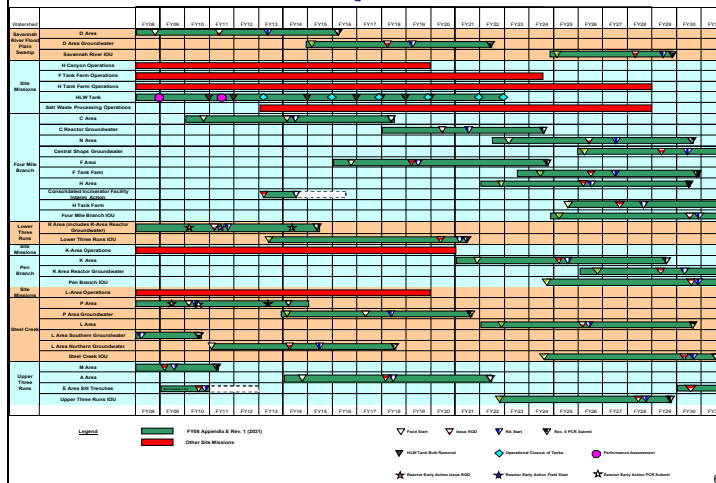 Watershed FY08 FY09 FY10 FY11 FY12 FY13 FY14 FY15 FY16 FY17 FY18 FY19 FY20 FY21 FY22 FY23 FY24 FY25 FY26 FY27 FY28 FY29 FY30
Savannah River Flood Plain Swamp
D Area
D Area Groundwater
Savannah River IOU
Site Missions
H Canyon Operations
F Tank Farm Operations
H Tank Farm Operations
HLW Tank
Salt Waste Processing Operations
Four Mile Branch
C Area
C Reactor Groundwater
N Area
Central Shops Groundwater
F Area
F Tank Farm
H Area
Consolidated Incinerator Facility
Interim Action
H Tank Farm
Four Mile Branch IOU
Lower Three Runs
R Area (includes R-Area Reactor
Groundwater)
Lower Three Runs IOU
Site Missions
K-Area Operations
Pen Branch
K Area
K Area Reactor Groundwater
Pen Branch IOU
Site Missions
L-Area Operations
Steel Creek
P Area
P Area Groundwater
L Area
L Area Southern Groundwater
L Area Northern Groundwater
Steel Creek IOU
Upper Three Runs
M Area
A Area
E Area Slit Trenches
Upper Three Runs IOU
FY08 FY09 FY10 FY11 FY12 FY13 FY14 FY15 FY16 FY17 FY18 FY19 FY20 FY21 FY22 FY23 FY24 FY25 FY26 FY27 FY28 FY29 FY30
Legend
FY08 Appendix E Rev. 1 (2031)
Other Site Missions
Field Start
Issue ROD
RA Start
Rev. 0 PCR Submit
HLW Tank Bulk Removal
Operational Closure of Tanks
Performance Assessment
Reactor Early Action Issue ROD
Reactor Early Action Field Start
Reactor Early Action PCR Submit